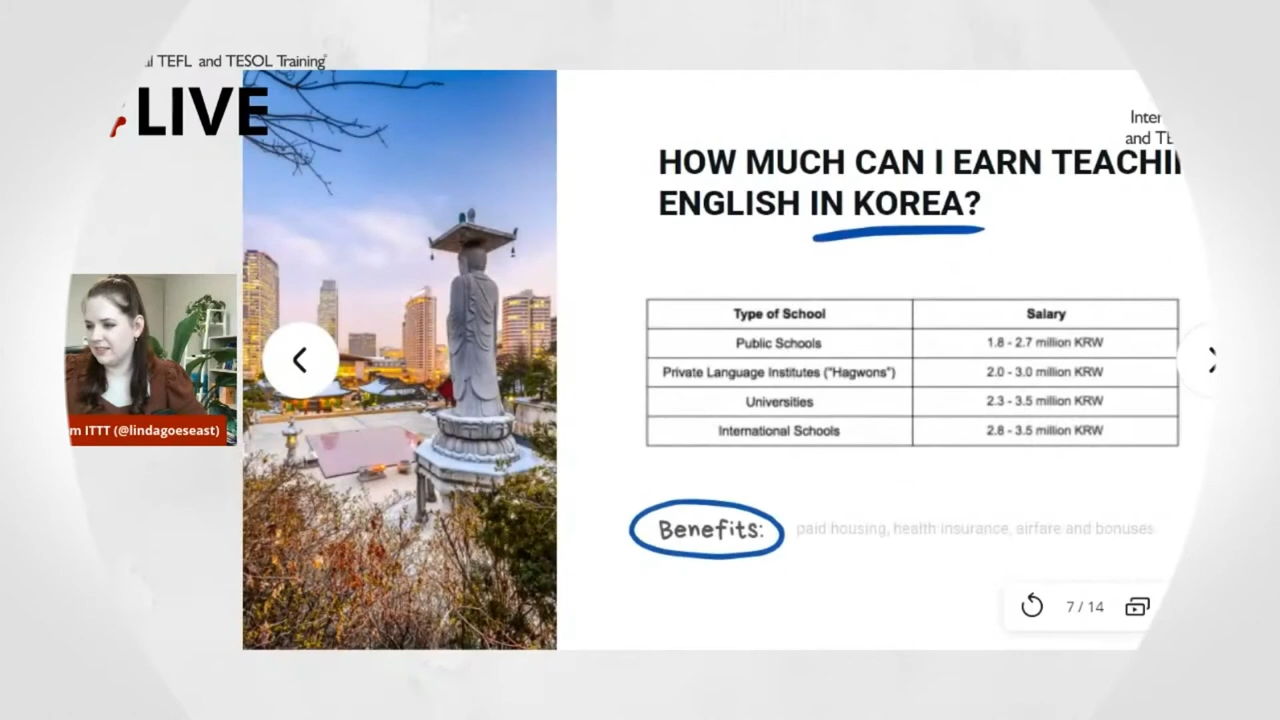 TEFL and TESOL Training
LIVE
and
HOW MUCH CAN I EARN
ENGLISH IN KOREA?
Type of School Salary
Public Schools 1.8 - 2.7 million KRW
Private Language Institutes ("Hagwons") 2.0 - 3.0 million KRW
Universities 2.3 - 3.5 million KRW
International Schools 2.8 - 3.5 million KRW
Benefits: paid housing, health insurance, airfare and bonuses.
7 / 14
ITTT (@lindagoeseast)